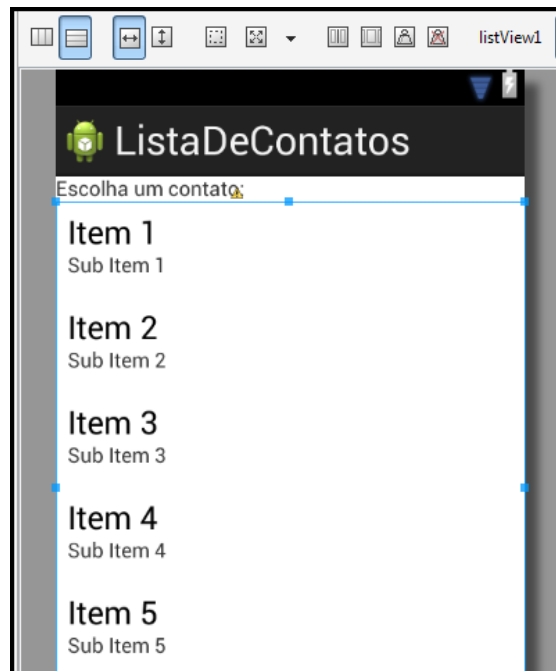 listView1
ListaDeContatos
Escolha um contato:
Item 1
Sub Item 1
Item 2
Sub Item 2
Item 3
Sub Item 3
Item 4
Sub Item 4
Item 5
Sub Item 5